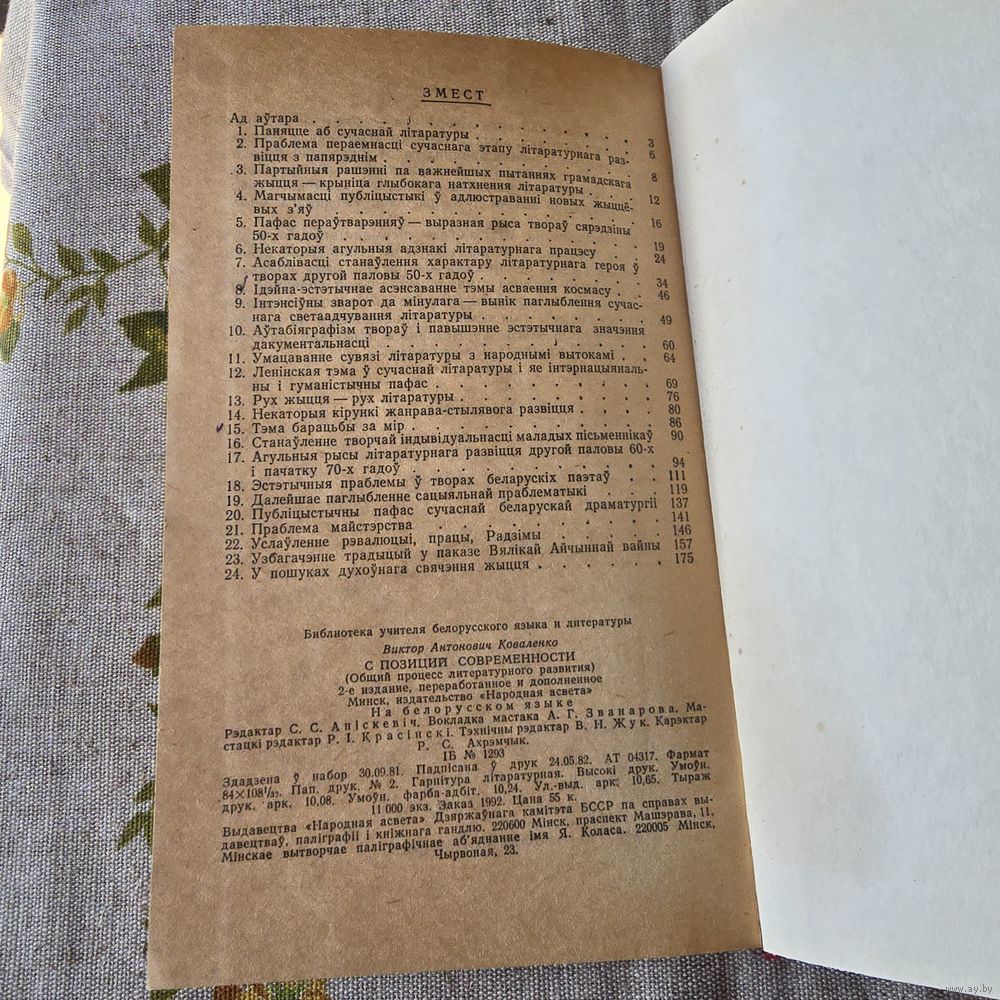 ЗМЕСТ
Ад аўтара . . . . . . . . . . . . 3
1. Паняцце аб сучаснай літаратуры . . . . . . . 6
2. Праблема пераемнасці сучаснага этапу літаратурнага раз-
віцця з папярэднім . . . . . . . . . . 8
3. Партыйныя рашэнні па важнейшых пытаннях грамадскага
жыцця — крыніца глыбокага натхнення літаратуры . . . 12
4. Магчымасці публіцыстыкі ў адлюстраванні новых жыццё-
вых з'яў . . . . . . . . . . . . 16
5. Пафас пераўтварэнняў — выразная рыса твораў сярэдзіны
50-х гадоў . . . . . . . . . . . 19
6. Некаторыя агульныя адзнакі літаратурнага працэсу . . 24
7. Асаблівасці станаўлення характару літаратурнага героя ў
творах другой паловы 50-х гадоў . . . . . . . 34
8. Ідэйна-эстэтычнае асэнсаванне тэмы асваення космасу . . 46
9. Інтэнсіўны зварот да мінулага — вынік паглыблення сучас-
нага светаадчування літаратуры . . . . . . . 49
10. Аўтабіяграфізм твораў і павышэнне эстэтычнага значэння
дакументальнасці . . . . . . . . . . 60
11. Умацаванне сувязі літаратуры з народнымі вытокамі . . 64
12. Ленінская тэма ў сучаснай літаратуры і яе інтэрнацыяналь-
ны і гуманістычны пафас . . . . . . . . . 69
13. Рух жыцця — рух літаратуры . . . . . . . . 76
14. Некаторыя кірункі жанрава-стылявога развіцця . . . . 80
15. Тэма барацьбы за мір . . . . . . . . . . 86
16. Станаўленне творчай індывідуальнасці маладых пісьменнікаў 90
17. Агульныя рысы літаратурнага развіцця другой паловы 60-х
і пачатку 70-х гадоў . . . . . . . . . . 94
18. Эстэтычныя праблемы ў творах беларускіх паэтаў . . . 111
19. Далейшае паглыбленне сацыяльнай праблематыкі . . . 119
20. Публіцыстычны пафас сучаснай беларускай драматургіі 137
21. Праблема майстэрства . . . . . . . . . . 141
22. Услаўленне рэвалюцыі, працы, Радзімы . . . . . 146
23. Узбагачэнне традыцый у паказе Вялікай Айчыннай вайны 157
24. У пошуках духоўнага свячэння жыцця . . . . . . 175
Библиотека учителя белорусского языка и литературы
Виктор Антонович Коваленко
С ПОЗИЦИЙ СОВРЕМЕННОСТИ
(Общий процесс литературного развития)
2-е издание, переработанное и дополненное
Минск, издательство «Народная асвета»
На белорусском языке
Рэдактар С. С. Аніскевіч. Вокладка мастака А. Г. Званарова. Ма-
стацкі рэдактар Р. І. Красінскі. Тэхнічны рэдактар В. Н. Жук. Карэктар
Р. С. Ахрэмчык.
ІБ № 1293
Здадзена ў набор 30.09.81. Падпісана ў друк 24.05.82. АТ 04317. Фармат
84×108¹/₃₂. Пап. друк. № 2. Гарнітура літаратурная. Высокі друк. Умоўн.
друк. арк. 10,08. Умоўн. фарба-адбіт. 10,24. Ул.-выд. арк. 10,65. Тыраж
11 000 экз. Заказ 1992. Цана 55 к.
Выдавецтва «Народная асвета» Дзяржаўнага камітэта БССР па справах вы-
давецтваў, паліграфіі і кніжнага гандлю. 220600 Мінск, праспект Машэрава, 11.
Мінскае вытворчае паліграфічнае аб'яднанне імя Я. Коласа. 220005 Мінск,
Чырвоная, 23.
www.ay.by